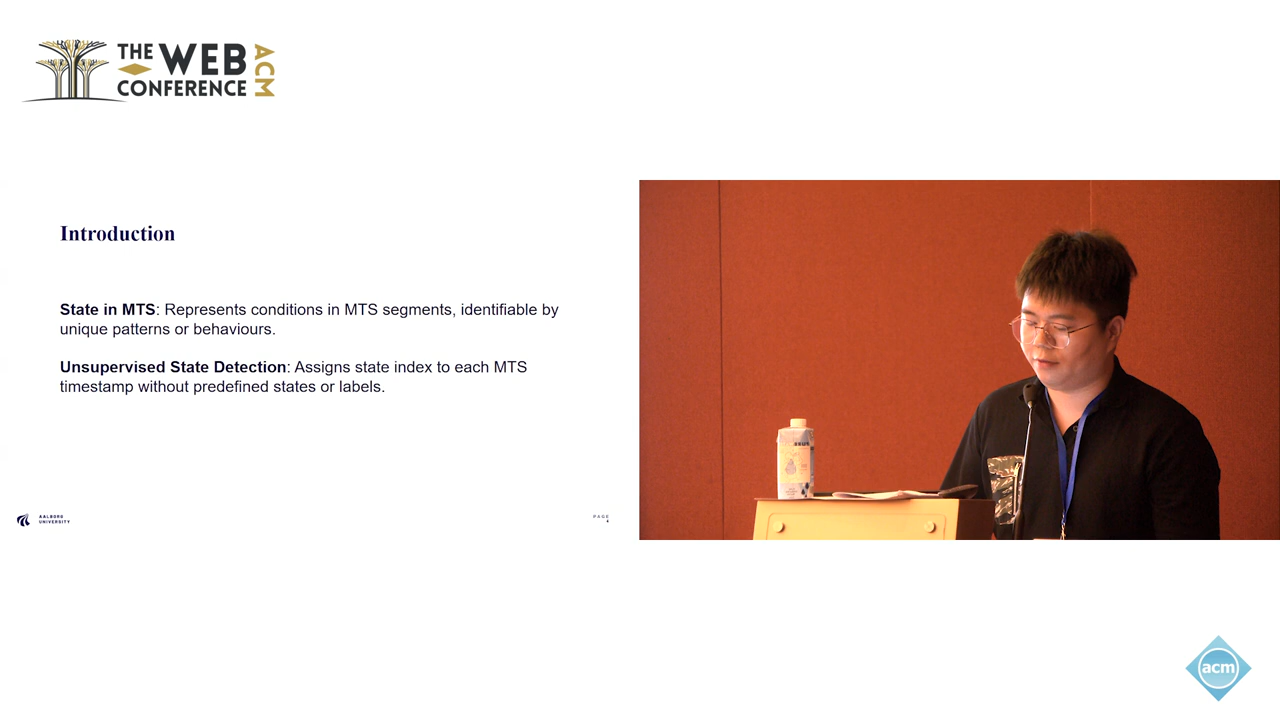 THE WEB
CONFERENCE
ACM
Introduction
State in MTS: Represents conditions in MTS segments, identifiable by
unique patterns or behaviours.
Unsupervised State Detection: Assigns state index to each MTS
timestamp without predefined states or labels.
AALBORG
UNIVERSITY
PAGE
4
acm